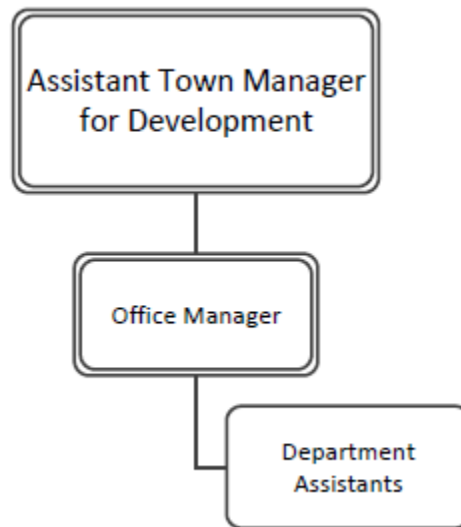 Assistant Town Manager
for Development
Office Manager
Department
Assistants